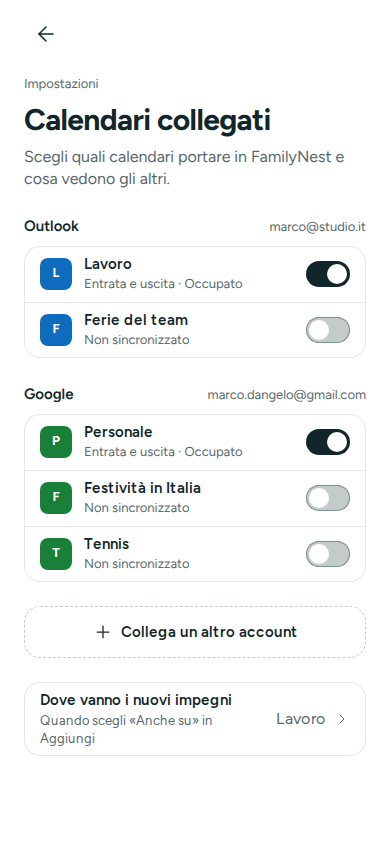 Impostazioni
Calendari collegati
Scegli quali calendari portare in FamilyNest e
cosa vedono gli altri.
Outlook marco@studio.it
L Lavoro
Entrata e uscita · Occupato
F Ferie del team
Non sincronizzato
Google marco.dangelo@gmail.com
P Personale
Entrata e uscita · Occupato
F Festività in Italia
Non sincronizzato
T Tennis
Non sincronizzato
Collega un altro account
Dove vanno i nuovi impegni
Quando scegli «Anche su» in
Aggiungi
Lavoro